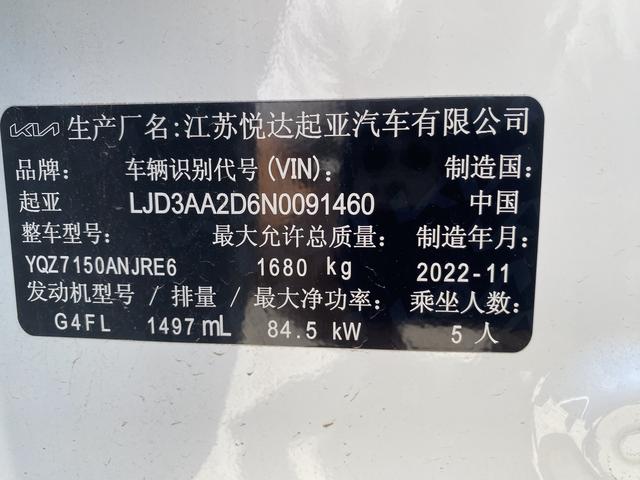 KIA 生产厂名:江苏悦达起亚汽车有限公司
品牌: 车辆识别代号(VIN): 制造国:
起亚 LJD3AA2D6N0091460 中国
整车型号: 最大允许总质量: 制造年月:
YQZ7150ANJRE6 1680 kg 2022-11
发动机型号/排量/最大净功率: 乘坐人数:
G4FL 1497mL 84.5 kW 5人